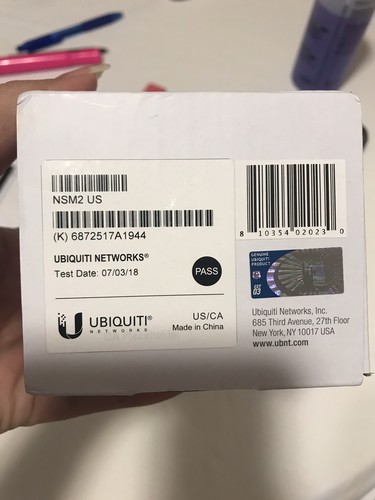 NSM2 US
(K) 6872517A1944
UBIQUITI NETWORKS®
Test Date: 07/03/18
PASS
UBIQUITI®
NETWORKS
US/CA
Made in China
8 10354 02023 0
GENUINE
UBIQUITI
PRODUCT
03
Ubiquiti Networks, Inc.
685 Third Avenue, 27th Floor
New York, NY 10017 USA
www.ubnt.com